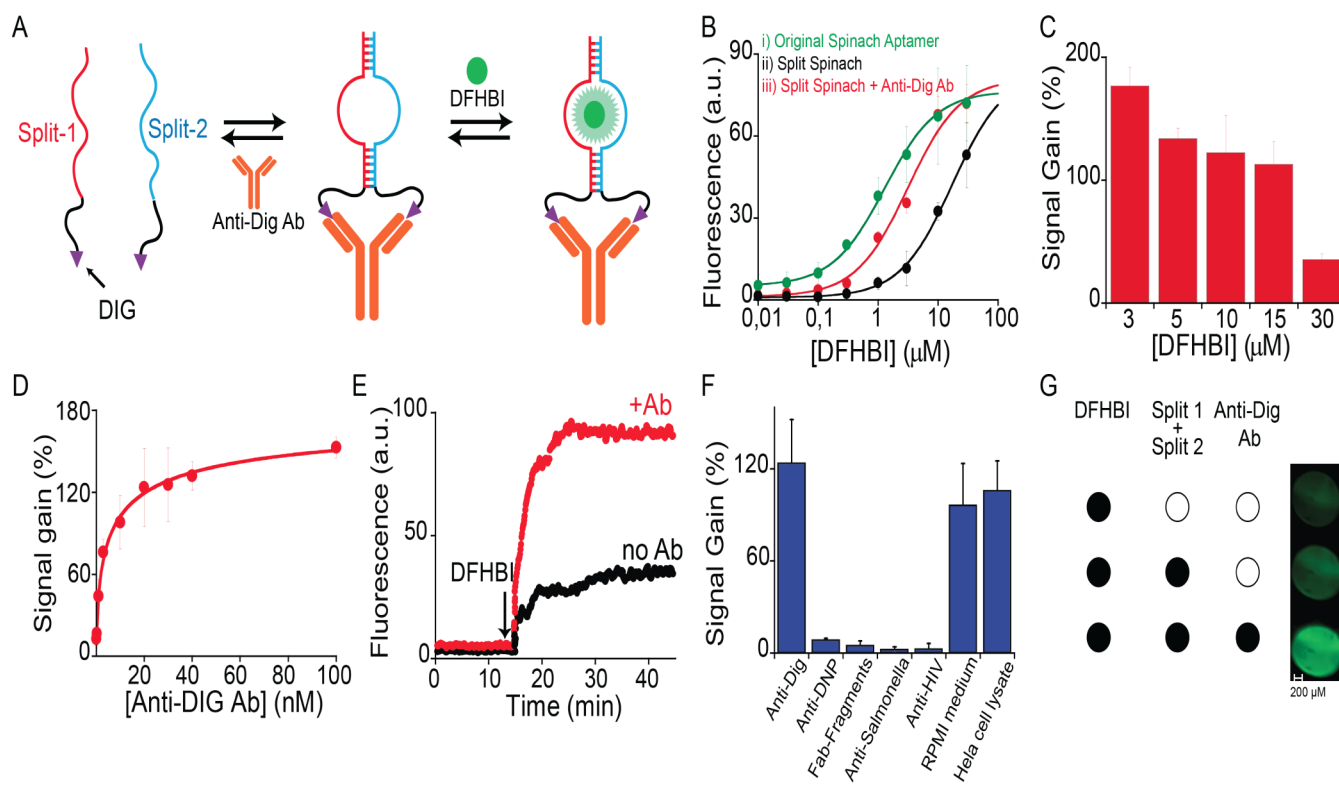 A
Split-1
Split-2
DIG
Anti-Dig Ab
DFHBI
B
i) Original Spinach Aptamer
ii) Split Spinach
iii) Split Spinach + Anti-Dig Ab
Fluorescence (a.u.)
90
60
30
0
0,01
0,1
1
10
100
[DFHBI] (μM)
C
Signal Gain (%)
200
100
0
3
5
10
15
30
[DFHBI] (μM)
D
Signal gain (%)
180
120
60
0
20
40
60
80
100
[Anti-DIG Ab] (nM)
E
Fluorescence (a.u.)
100
50
0
+Ab
no Ab
DFHBI
0
10
20
30
40
Time (min)
F
Signal Gain (%)
120
60
0
Anti-Dig
Anti-DNP
Fab-Fragments
Anti-Salmonella
Anti-HIV
RPMI medium
Hela cell lysate
G
DFHBI
Split 1
+
Split 2
Anti-Dig
Ab
200 μM